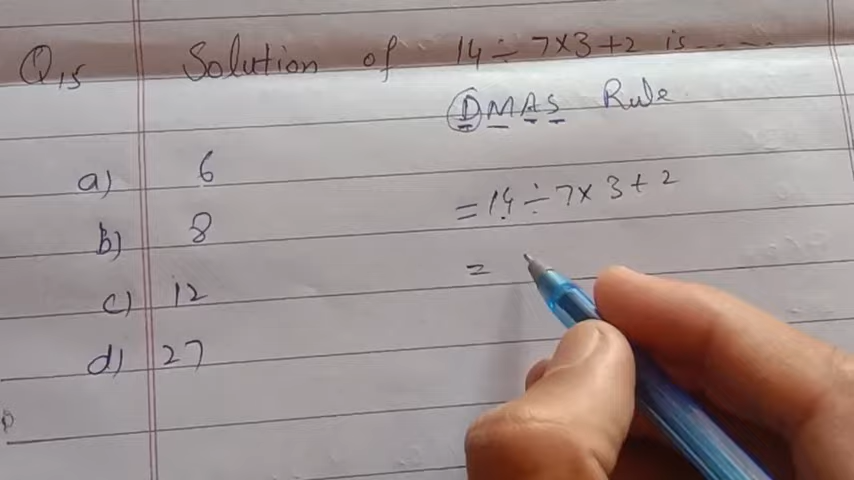 Q15 Solution of 14 ÷ 7 × 3 + 2 is .....
DMAS Rule
a) 6
= 14 ÷ 7 × 3 + 2
b) 8
=
c) 12
d) 27